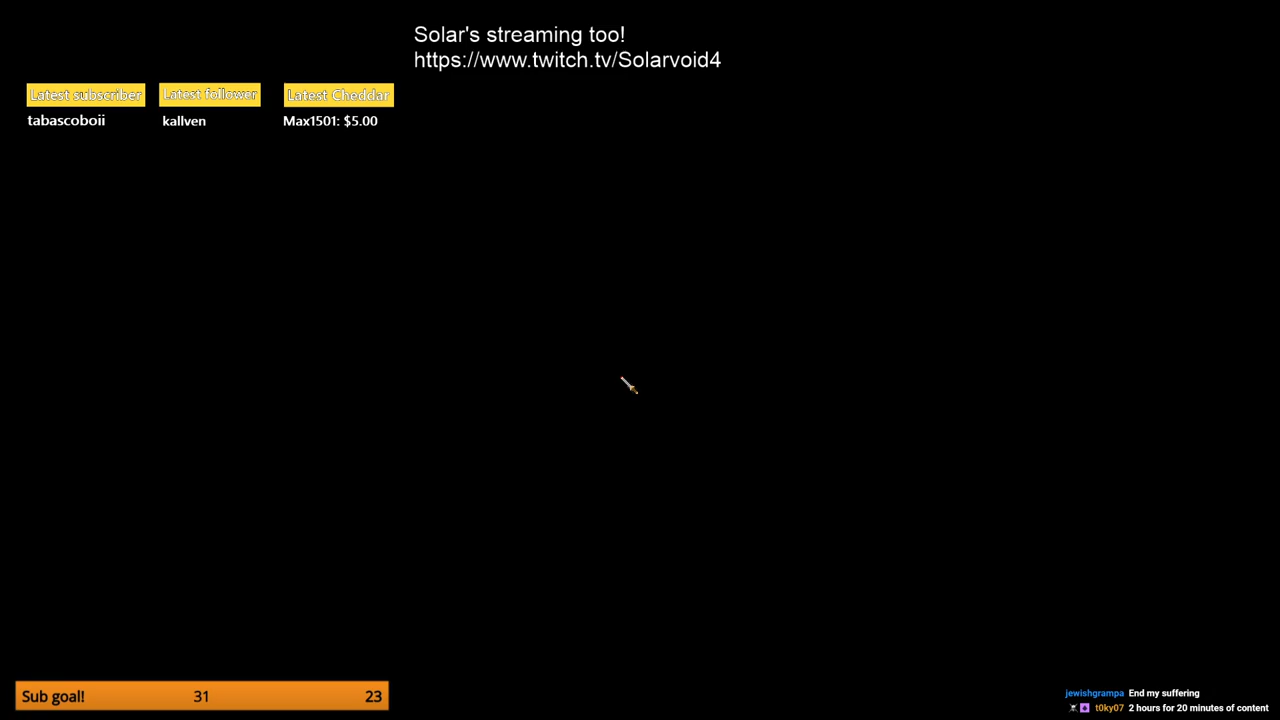 Solar's streaming too!
https://www.twitch.tv/Solarvoid4
Latest subscriber Latest follower Latest Cheddar
tabascoboii kallven Max1501: $5.00
Sub goal! 31 23
jewishgrampa End my suffering
t0ky07 2 hours for 20 minutes of content